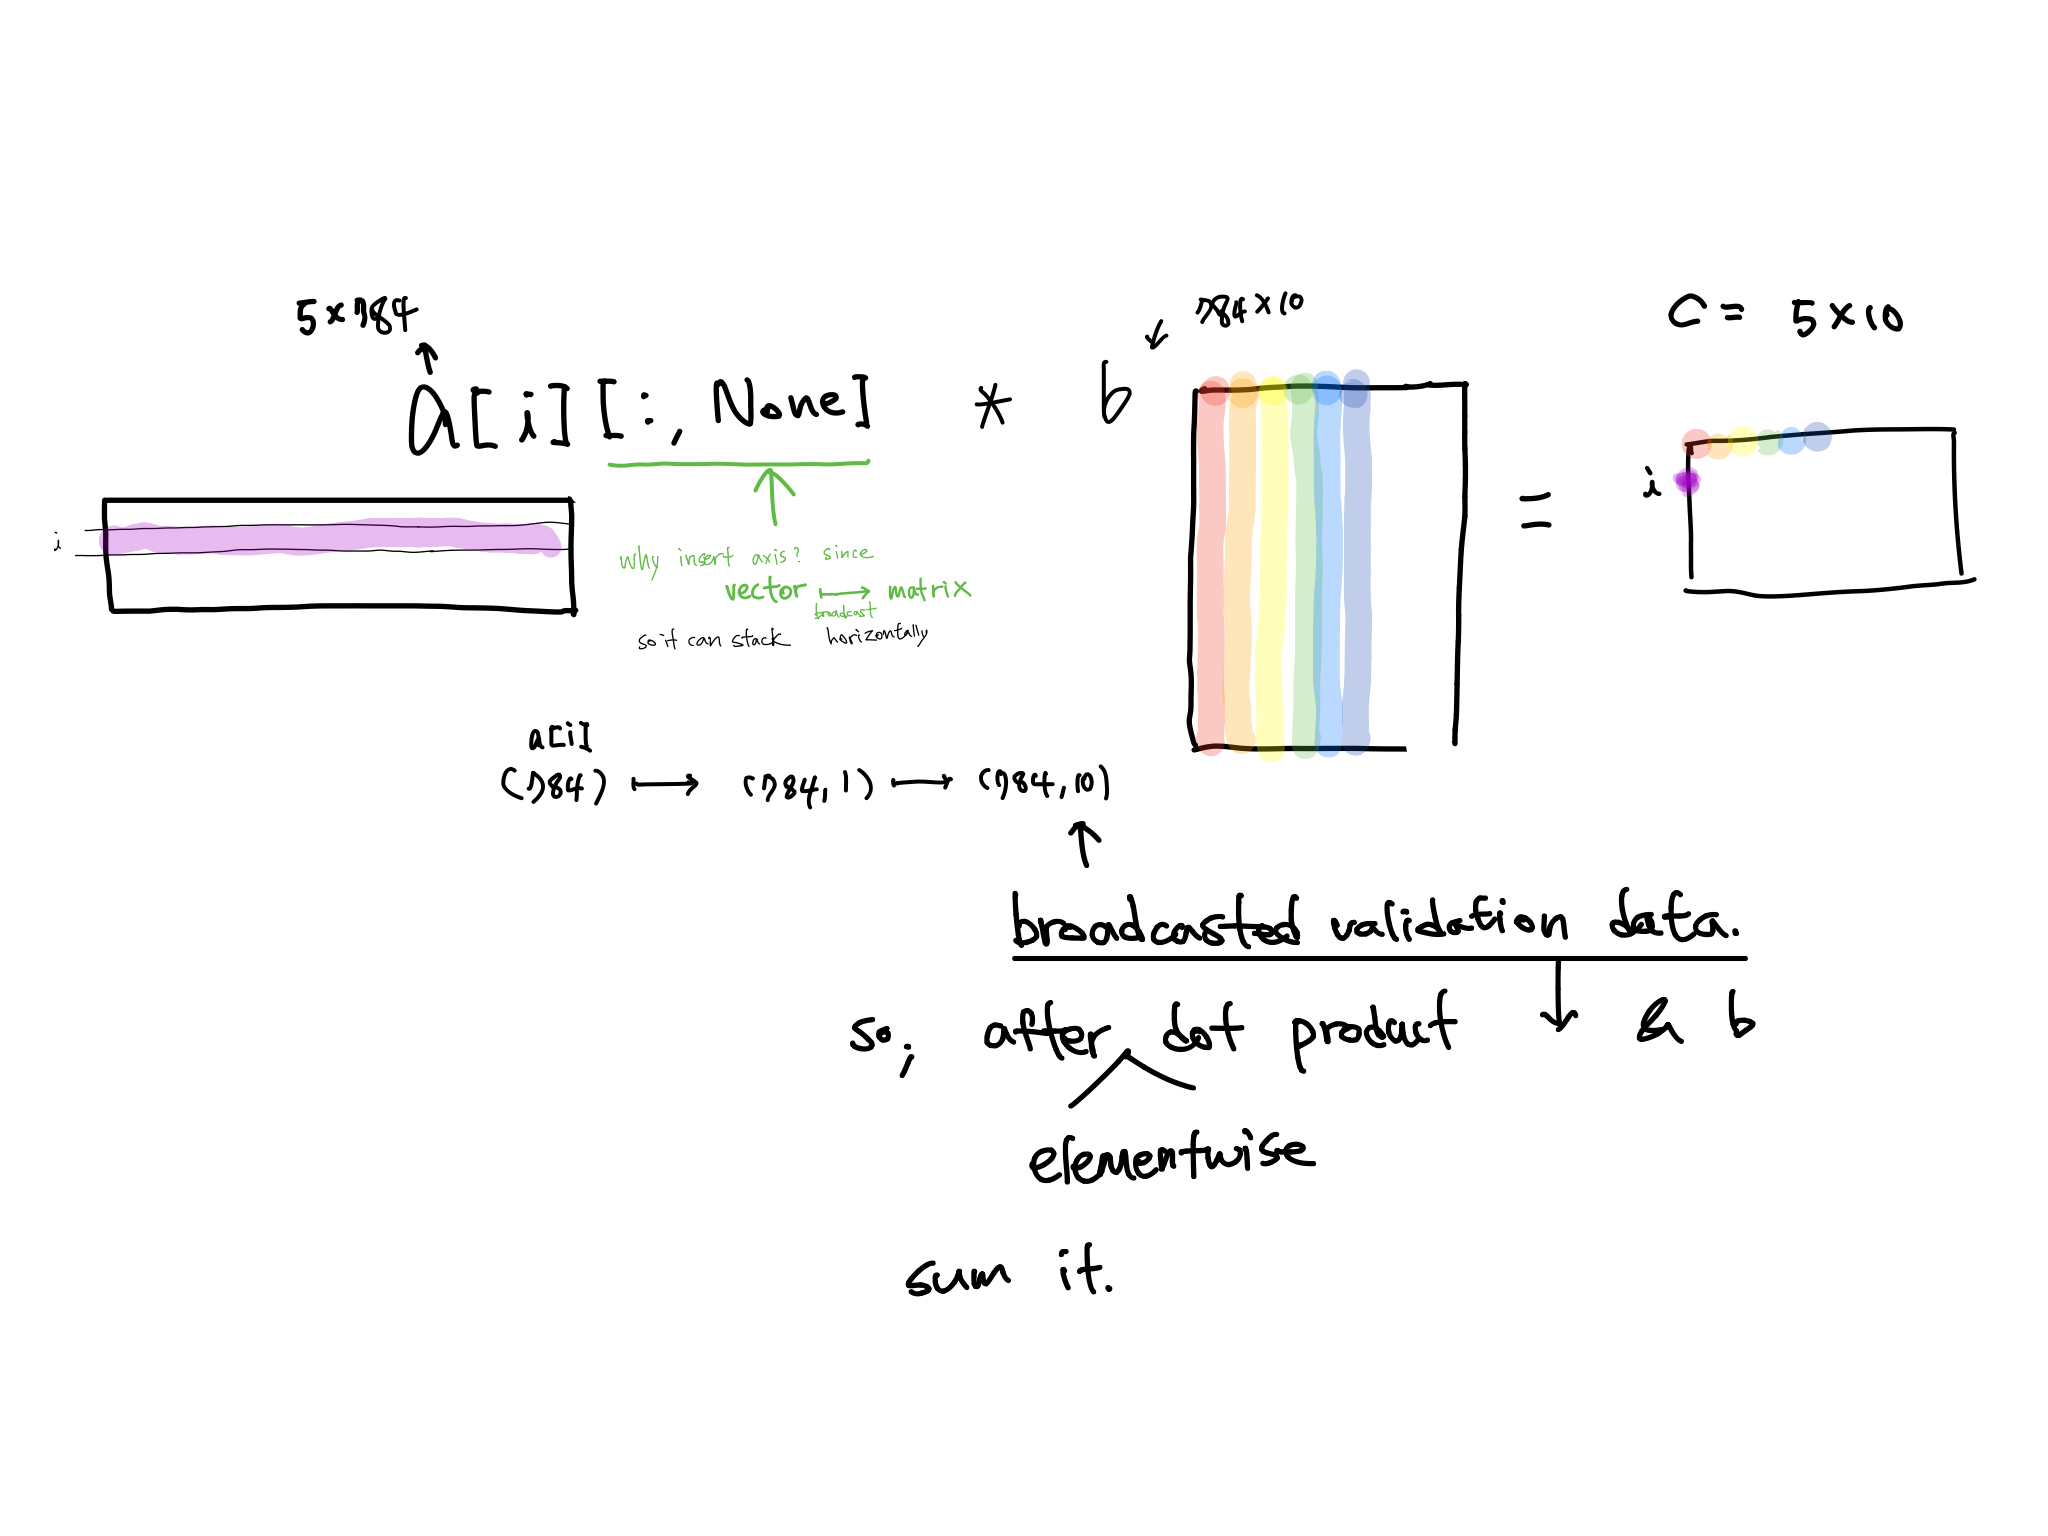 5×784
784×10
C = 5×10
a[i][:, None] * b
=
i
i
why insert axis? since
vector ↦ matrix
broadcast
so it can stack horizontally
a[i]
(784) ↦ (784, 1) ↦ (784, 10)
↑
broadcasted validation data.
so, after dot product ↓ & b
elementwise
sum it.